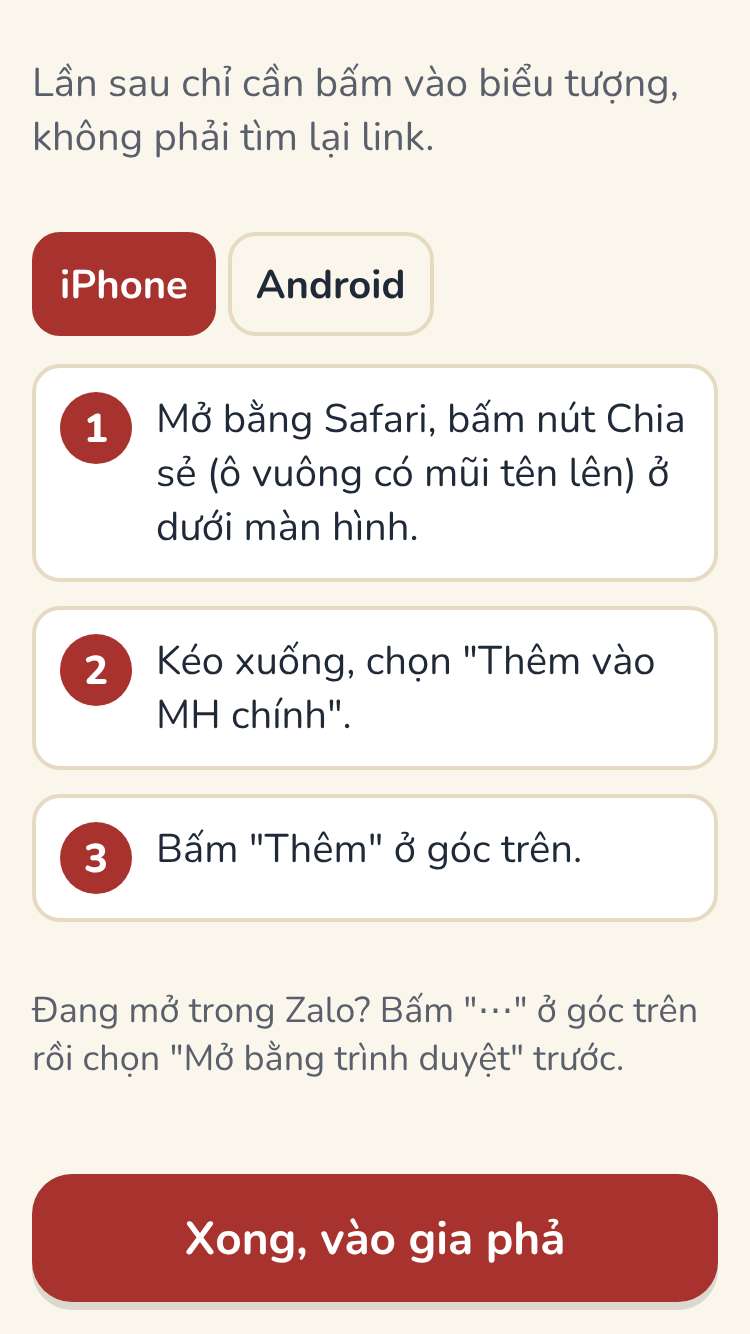 Lần sau chỉ cần bấm vào biểu tượng,
không phải tìm lại link.
iPhone
Android
1
Mở bằng Safari, bấm nút Chia
sẻ (ô vuông có mũi tên lên) ở
dưới màn hình.
2
Kéo xuống, chọn "Thêm vào
MH chính".
3
Bấm "Thêm" ở góc trên.
Đang mở trong Zalo? Bấm "⋯" ở góc trên
rồi chọn "Mở bằng trình duyệt" trước.
Xong, vào gia phả